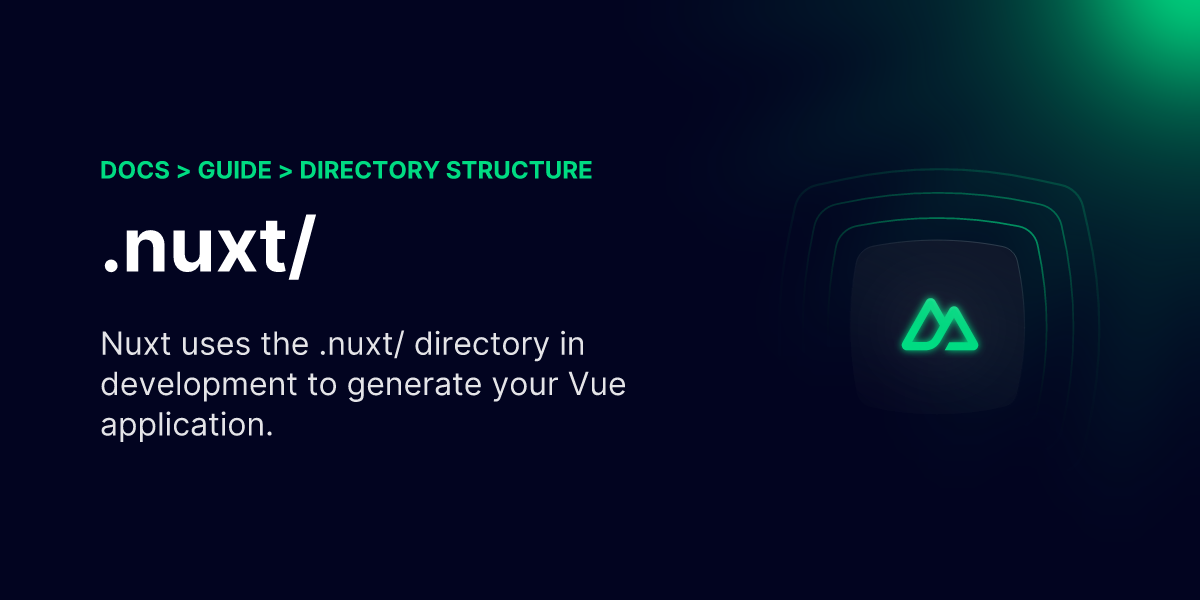 DOCS > GUIDE > DIRECTORY STRUCTURE
.nuxt/
Nuxt uses the .nuxt/ directory in
development to generate your Vue
application.